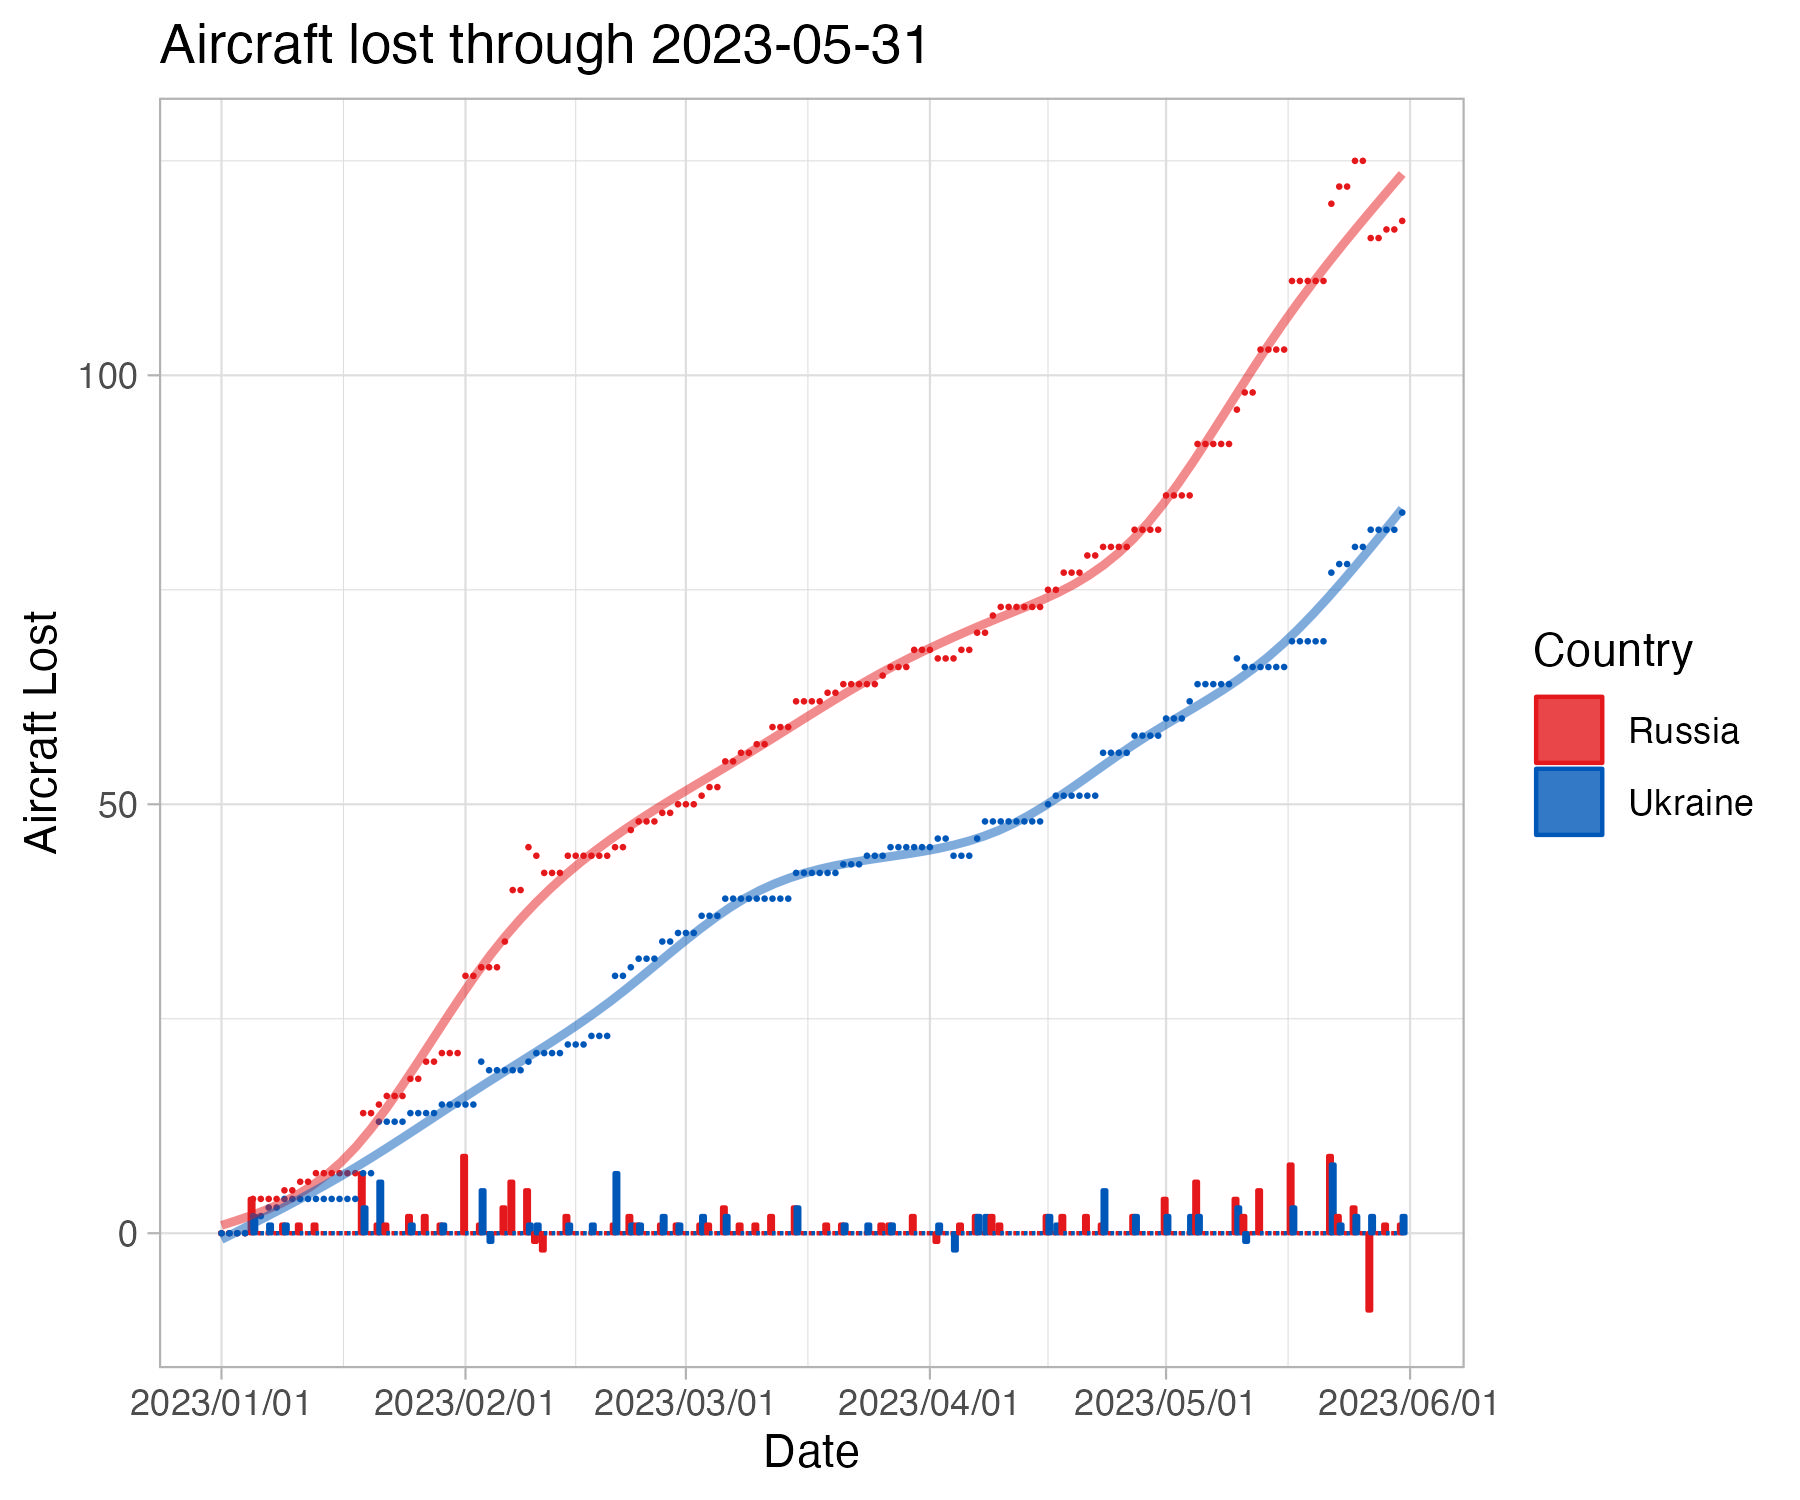 Aircraft lost through 2023-05-31
Aircraft Lost
100
50
0
2023/01/01 2023/02/01 2023/03/01 2023/04/01 2023/05/01 2023/06/01
Date
Country
Russia
Ukraine